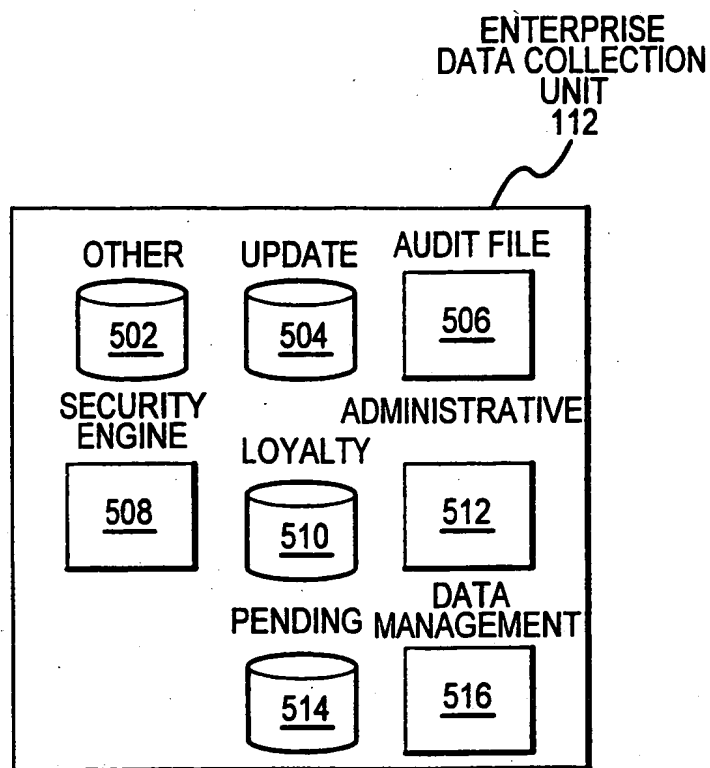 ENTERPRISE
DATA COLLECTION
UNIT
112
OTHER
UPDATE
AUDIT FILE
502
504
506
SECURITY
ENGINE
LOYALTY
ADMINISTRATIVE
508
510
512
PENDING
DATA
MANAGEMENT
514
516